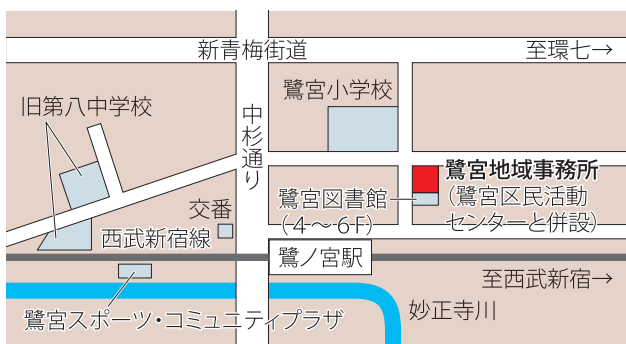 新青梅街道
至環七→
鷺宮小学校
旧第八中学校
中杉通り
鷺宮地域事務所
(鷺宮区民活動
センターと併設)
鷺宮図書館
(4～6F)
交番
西武新宿線
鷺ノ宮駅
至西武新宿→
妙正寺川
鷺宮スポーツ・コミュニティプラザ